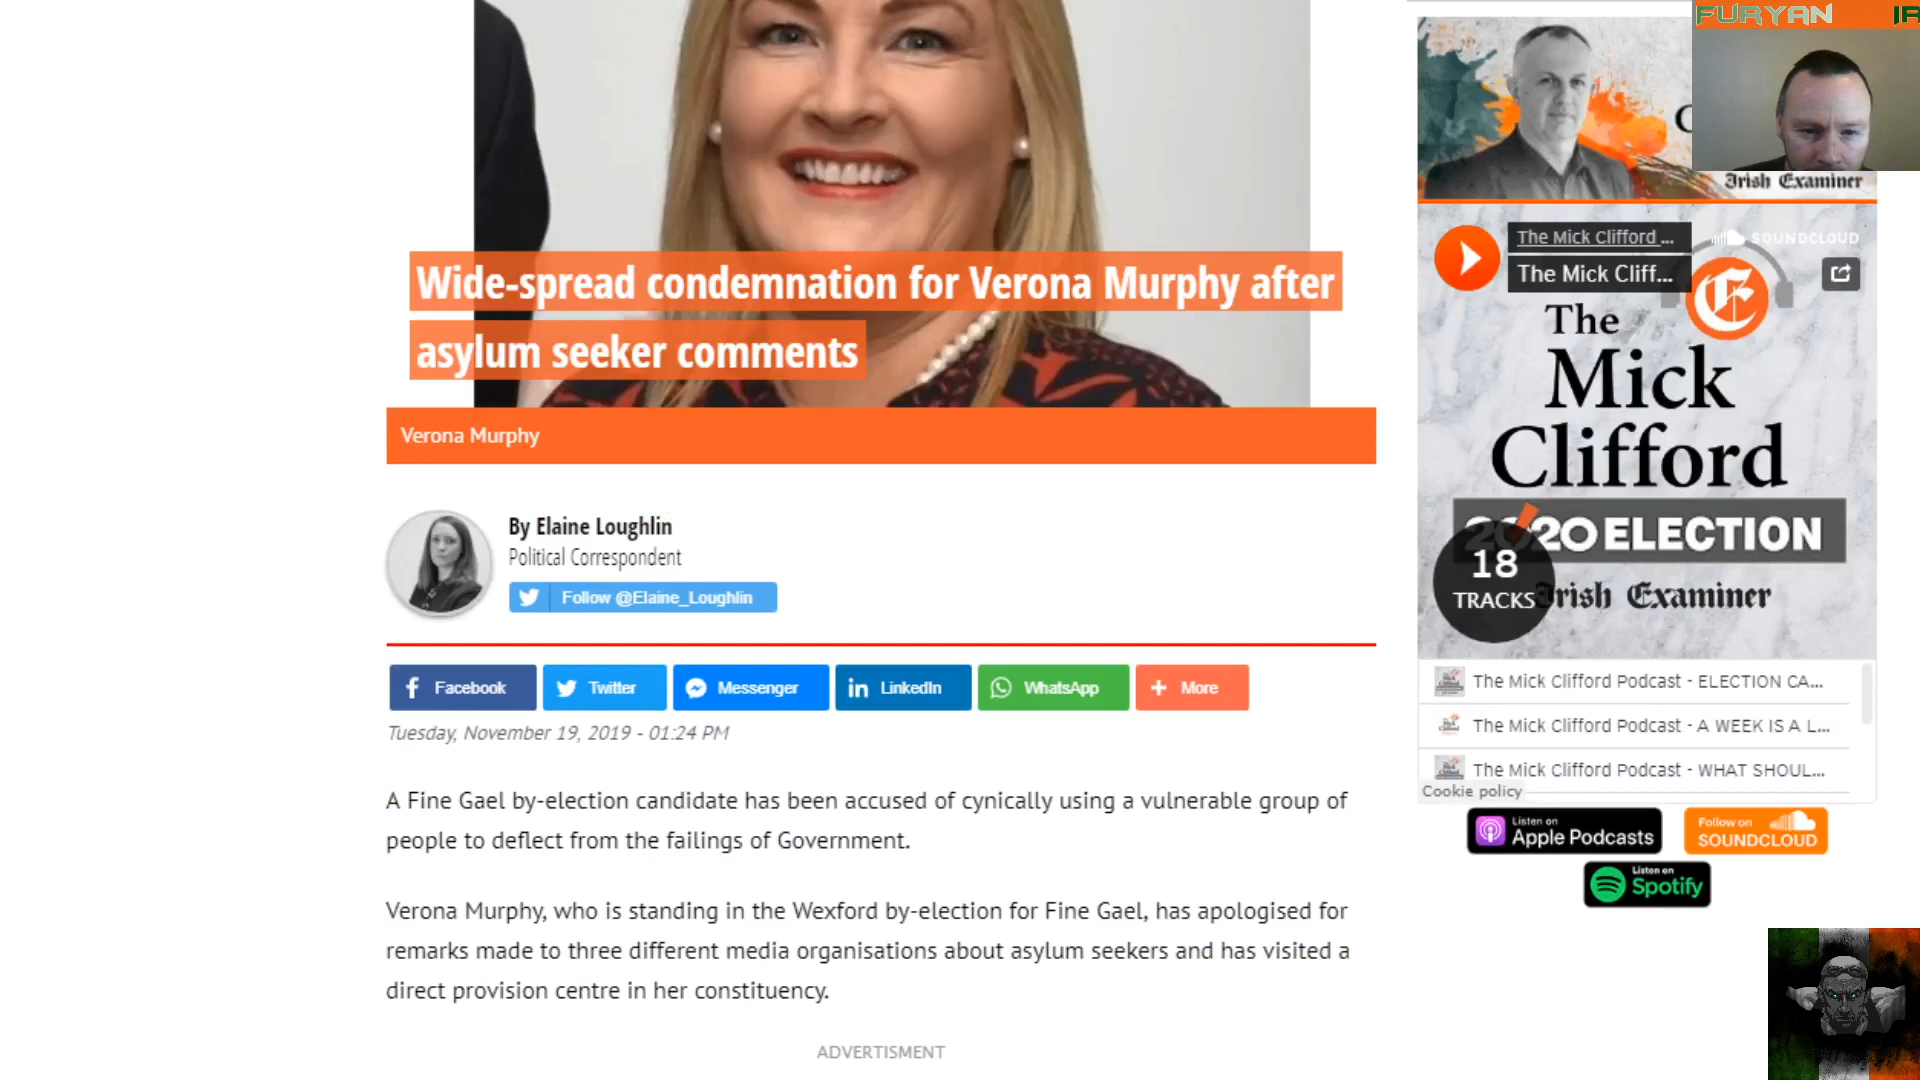 Wide-spread condemnation for Verona Murphy after
asylum seeker comments
Verona Murphy
By Elaine Loughlin
Political Correspondent
Follow @Elaine_Loughlin
Facebook
Twitter
Messenger
LinkedIn
WhatsApp
More
Tuesday, November 19, 2019 - 01:24 PM
A Fine Gael by-election candidate has been accused of cynically using a vulnerable group of
people to deflect from the failings of Government.
Verona Murphy, who is standing in the Wexford by-election for Fine Gael, has apologised for
remarks made to three different media organisations about asylum seekers and has visited a
direct provision centre in her constituency.
ADVERTISMENT
FURYAN IR
Irish Examiner
The Mick Clifford ...
SOUNDCLOUD
The Mick Cliff...
The
Mick
Clifford
2020 ELECTION
18
TRACKS
Irish Examiner
The Mick Clifford Podcast - ELECTION CA...
The Mick Clifford Podcast - A WEEK IS A L...
The Mick Clifford Podcast - WHAT SHOUL...
Cookie policy
Listen on
Apple Podcasts
Follow on
SOUNDCLOUD
Listen on
Spotify